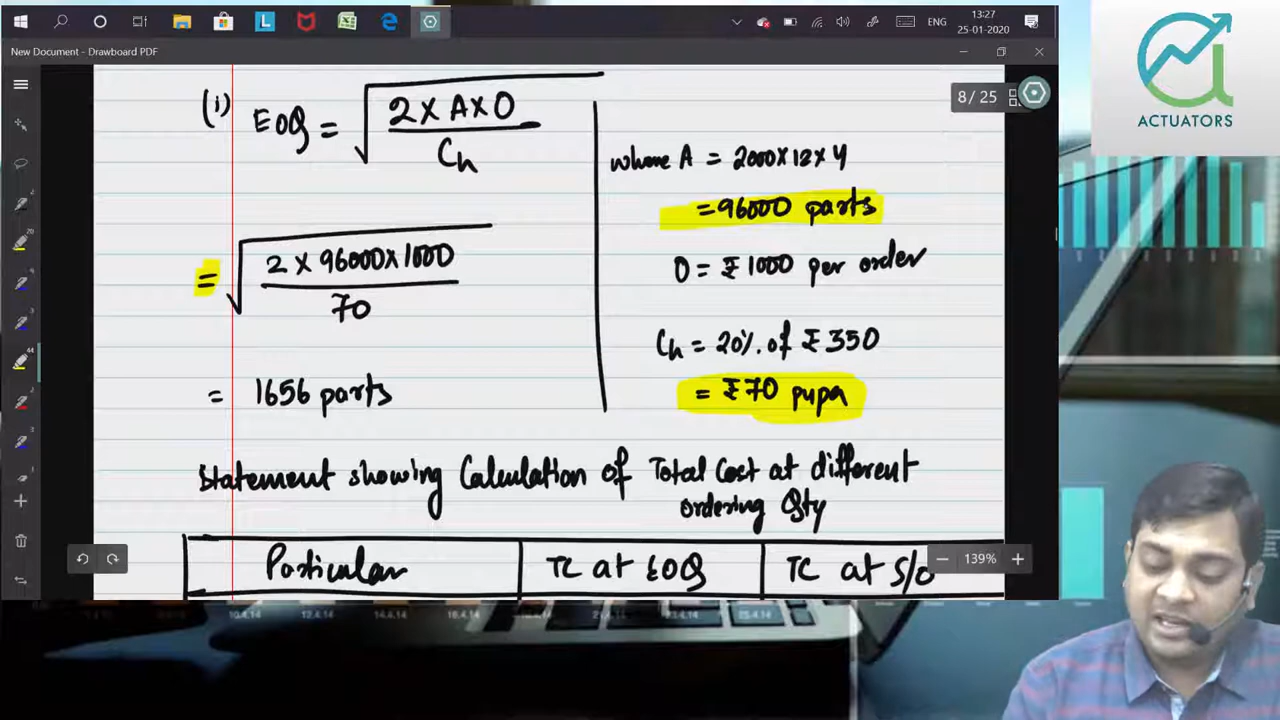 13:27
ENG
25-01-2020
New Document - Drawboard PDF
8 / 25
ACTUATORS
(i) EOQ = √ 2 X A X O
Ch
where A = 2000 X 12 X 4
= 96000 parts
= √ 2 X 96000 X 1000
70
O = ₹ 1000 per order
Ch = 20% of ₹ 350
= ₹ 70 pupa
= 1656 parts
Statement showing Calculation of Total Cost at different
ordering Qty
Particular
TC at EOQ
TC at S/O
139%